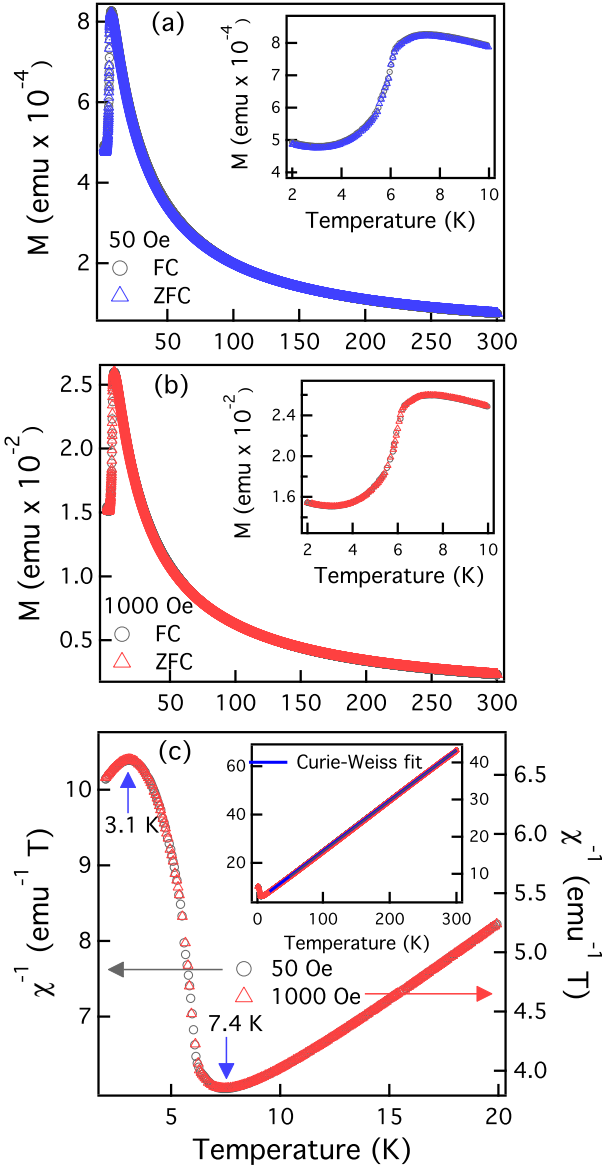 (a)
8
6
4
2
M (emu x 10⁻⁴)
50 Oe
FC
ZFC
50 100 150 200 250 300
8
7
6
5
4
M (emu x 10⁻⁴)
2 4 6 8 10
Temperature (K)
(b)
2.5
2.0
1.5
1.0
0.5
M (emu x 10⁻²)
1000 Oe
FC
ZFC
50 100 150 200 250 300
2.4
2.0
1.6
M (emu x 10⁻²)
2 4 6 8 10
Temperature (K)
(c)
10
9
8
7
χ⁻¹ (emu⁻¹ T)
3.1 K
7.4 K
50 Oe
1000 Oe
Curie-Weiss fit
60
40
20
40
30
20
10
0 100 200 300
Temperature (K)
6.5
6.0
5.5
5.0
4.5
4.0
χ⁻¹ (emu⁻¹ T)
5 10 15 20
Temperature (K)